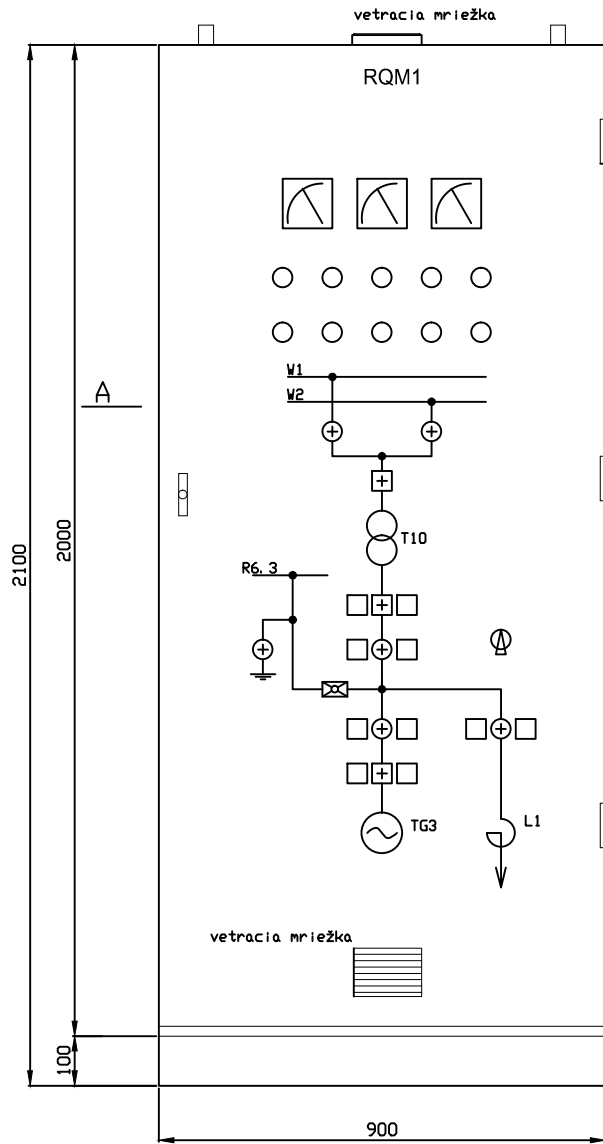 vetracia mriežka
RQM1
W1
W2
A
T10
R6.3
TG3
L1
vetracia mriežka
2100
2000
100
900